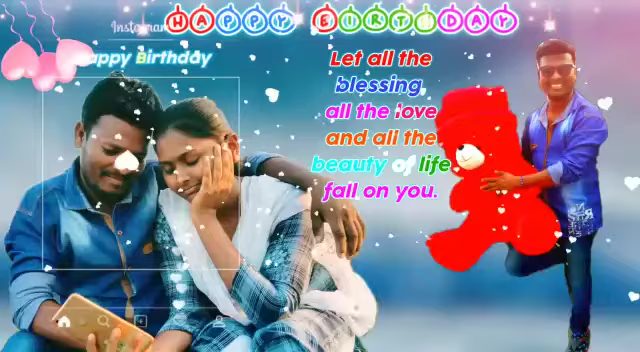 Instagram
HAPPY BIRTHDAY
Happy Birthday
Let all the
blessing
all the love
and all the
beauty of life
fall on you.